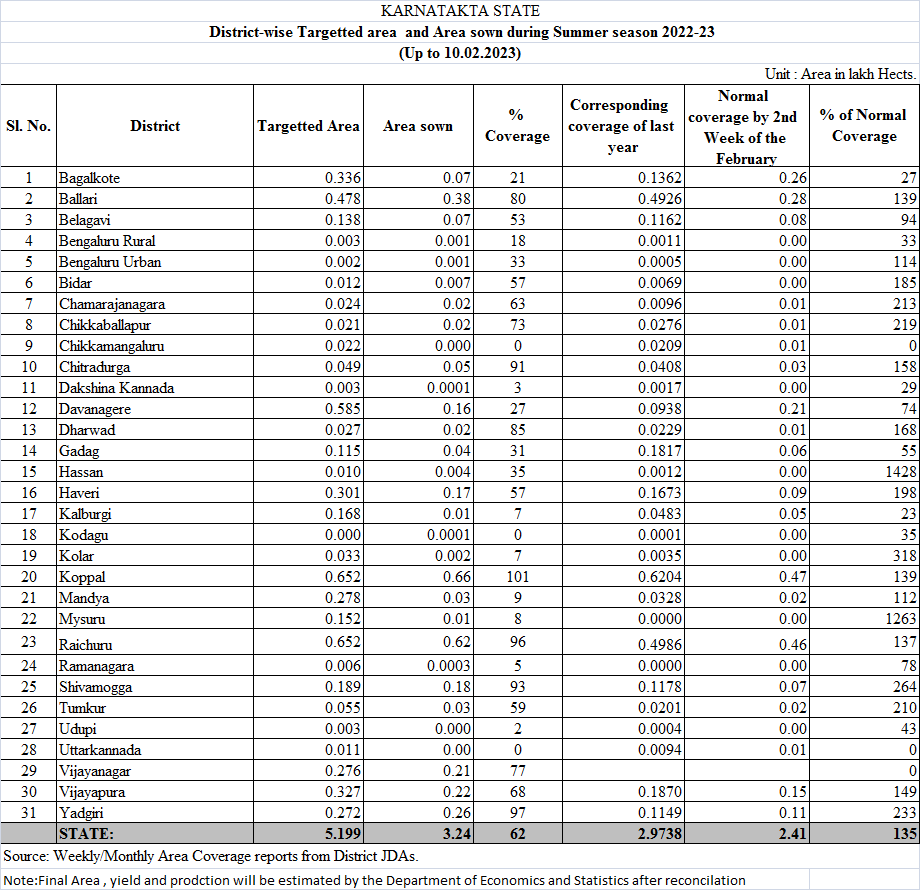 KARNATAKTA STATE
District-wise Targetted area and Area sown during Summer season 2022-23
(Up to 10.02.2023)
Unit : Area in lakh Hects.
Sl. No. District Targetted Area Area sown % Coverage Corresponding coverage of last year Normal coverage by 2nd Week of the February % of Normal Coverage
1 Bagalkote 0.336 0.07 21 0.1362 0.26 27
2 Ballari 0.478 0.38 80 0.4926 0.28 139
3 Belagavi 0.138 0.07 53 0.1162 0.08 94
4 Bengaluru Rural 0.003 0.001 18 0.0011 0.00 33
5 Bengaluru Urban 0.002 0.001 33 0.0005 0.00 114
6 Bidar 0.012 0.007 57 0.0069 0.00 185
7 Chamarajanagara 0.024 0.02 63 0.0096 0.01 213
8 Chikkaballapur 0.021 0.02 73 0.0276 0.01 219
9 Chikkamangaluru 0.022 0.000 0 0.0209 0.01 0
10 Chitradurga 0.049 0.05 91 0.0408 0.03 158
11 Dakshina Kannada 0.003 0.0001 3 0.0017 0.00 29
12 Davanagere 0.585 0.16 27 0.0938 0.21 74
13 Dharwad 0.027 0.02 85 0.0229 0.01 168
14 Gadag 0.115 0.04 31 0.1817 0.06 55
15 Hassan 0.010 0.004 35 0.0012 0.00 1428
16 Haveri 0.301 0.17 57 0.1673 0.09 198
17 Kalburgi 0.168 0.01 7 0.0483 0.05 23
18 Kodagu 0.000 0.0001 0 0.0001 0.00 35
19 Kolar 0.033 0.002 7 0.0035 0.00 318
20 Koppal 0.652 0.66 101 0.6204 0.47 139
21 Mandya 0.278 0.03 9 0.0328 0.02 112
22 Mysuru 0.152 0.01 8 0.0000 0.00 1263
23 Raichuru 0.652 0.62 96 0.4986 0.46 137
24 Ramanagara 0.006 0.0003 5 0.0000 0.00 78
25 Shivamogga 0.189 0.18 93 0.1178 0.07 264
26 Tumkur 0.055 0.03 59 0.0201 0.02 210
27 Udupi 0.003 0.000 2 0.0004 0.00 43
28 Uttarkannada 0.011 0.00 0 0.0094 0.01 0
29 Vijayanagar 0.276 0.21 77 0
30 Vijayapura 0.327 0.22 68 0.1870 0.15 149
31 Yadgiri 0.272 0.26 97 0.1149 0.11 233
STATE: 5.199 3.24 62 2.9738 2.41 135
Source: Weekly/Monthly Area Coverage reports from District JDAs.
Note:Final Area , yield and prodction will be estimated by the Department of Economics and Statistics after reconcilation